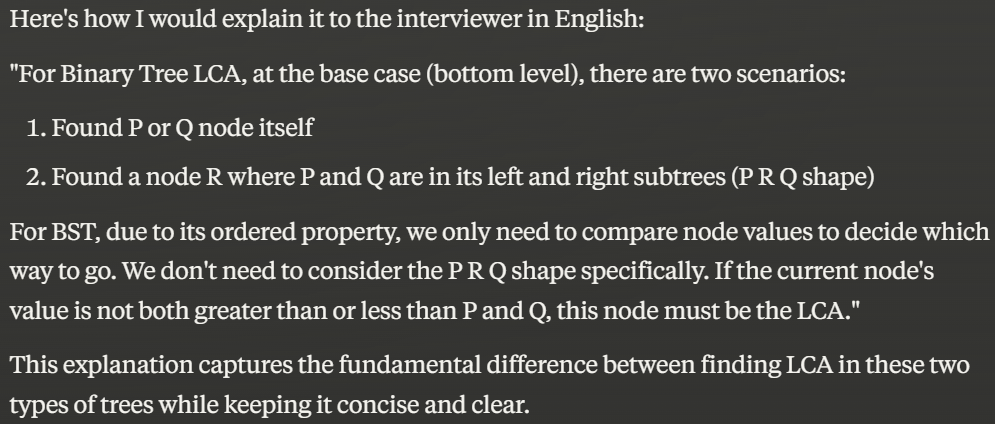 Here's how I would explain it to the interviewer in English:
"For Binary Tree LCA, at the base case (bottom level), there are two scenarios:
1. Found P or Q node itself
2. Found a node R where P and Q are in its left and right subtrees (P R Q shape)
For BST, due to its ordered property, we only need to compare node values to decide which
way to go. We don't need to consider the P R Q shape specifically. If the current node's
value is not both greater than or less than P and Q, this node must be the LCA."
This explanation captures the fundamental difference between finding LCA in these two
types of trees while keeping it concise and clear.